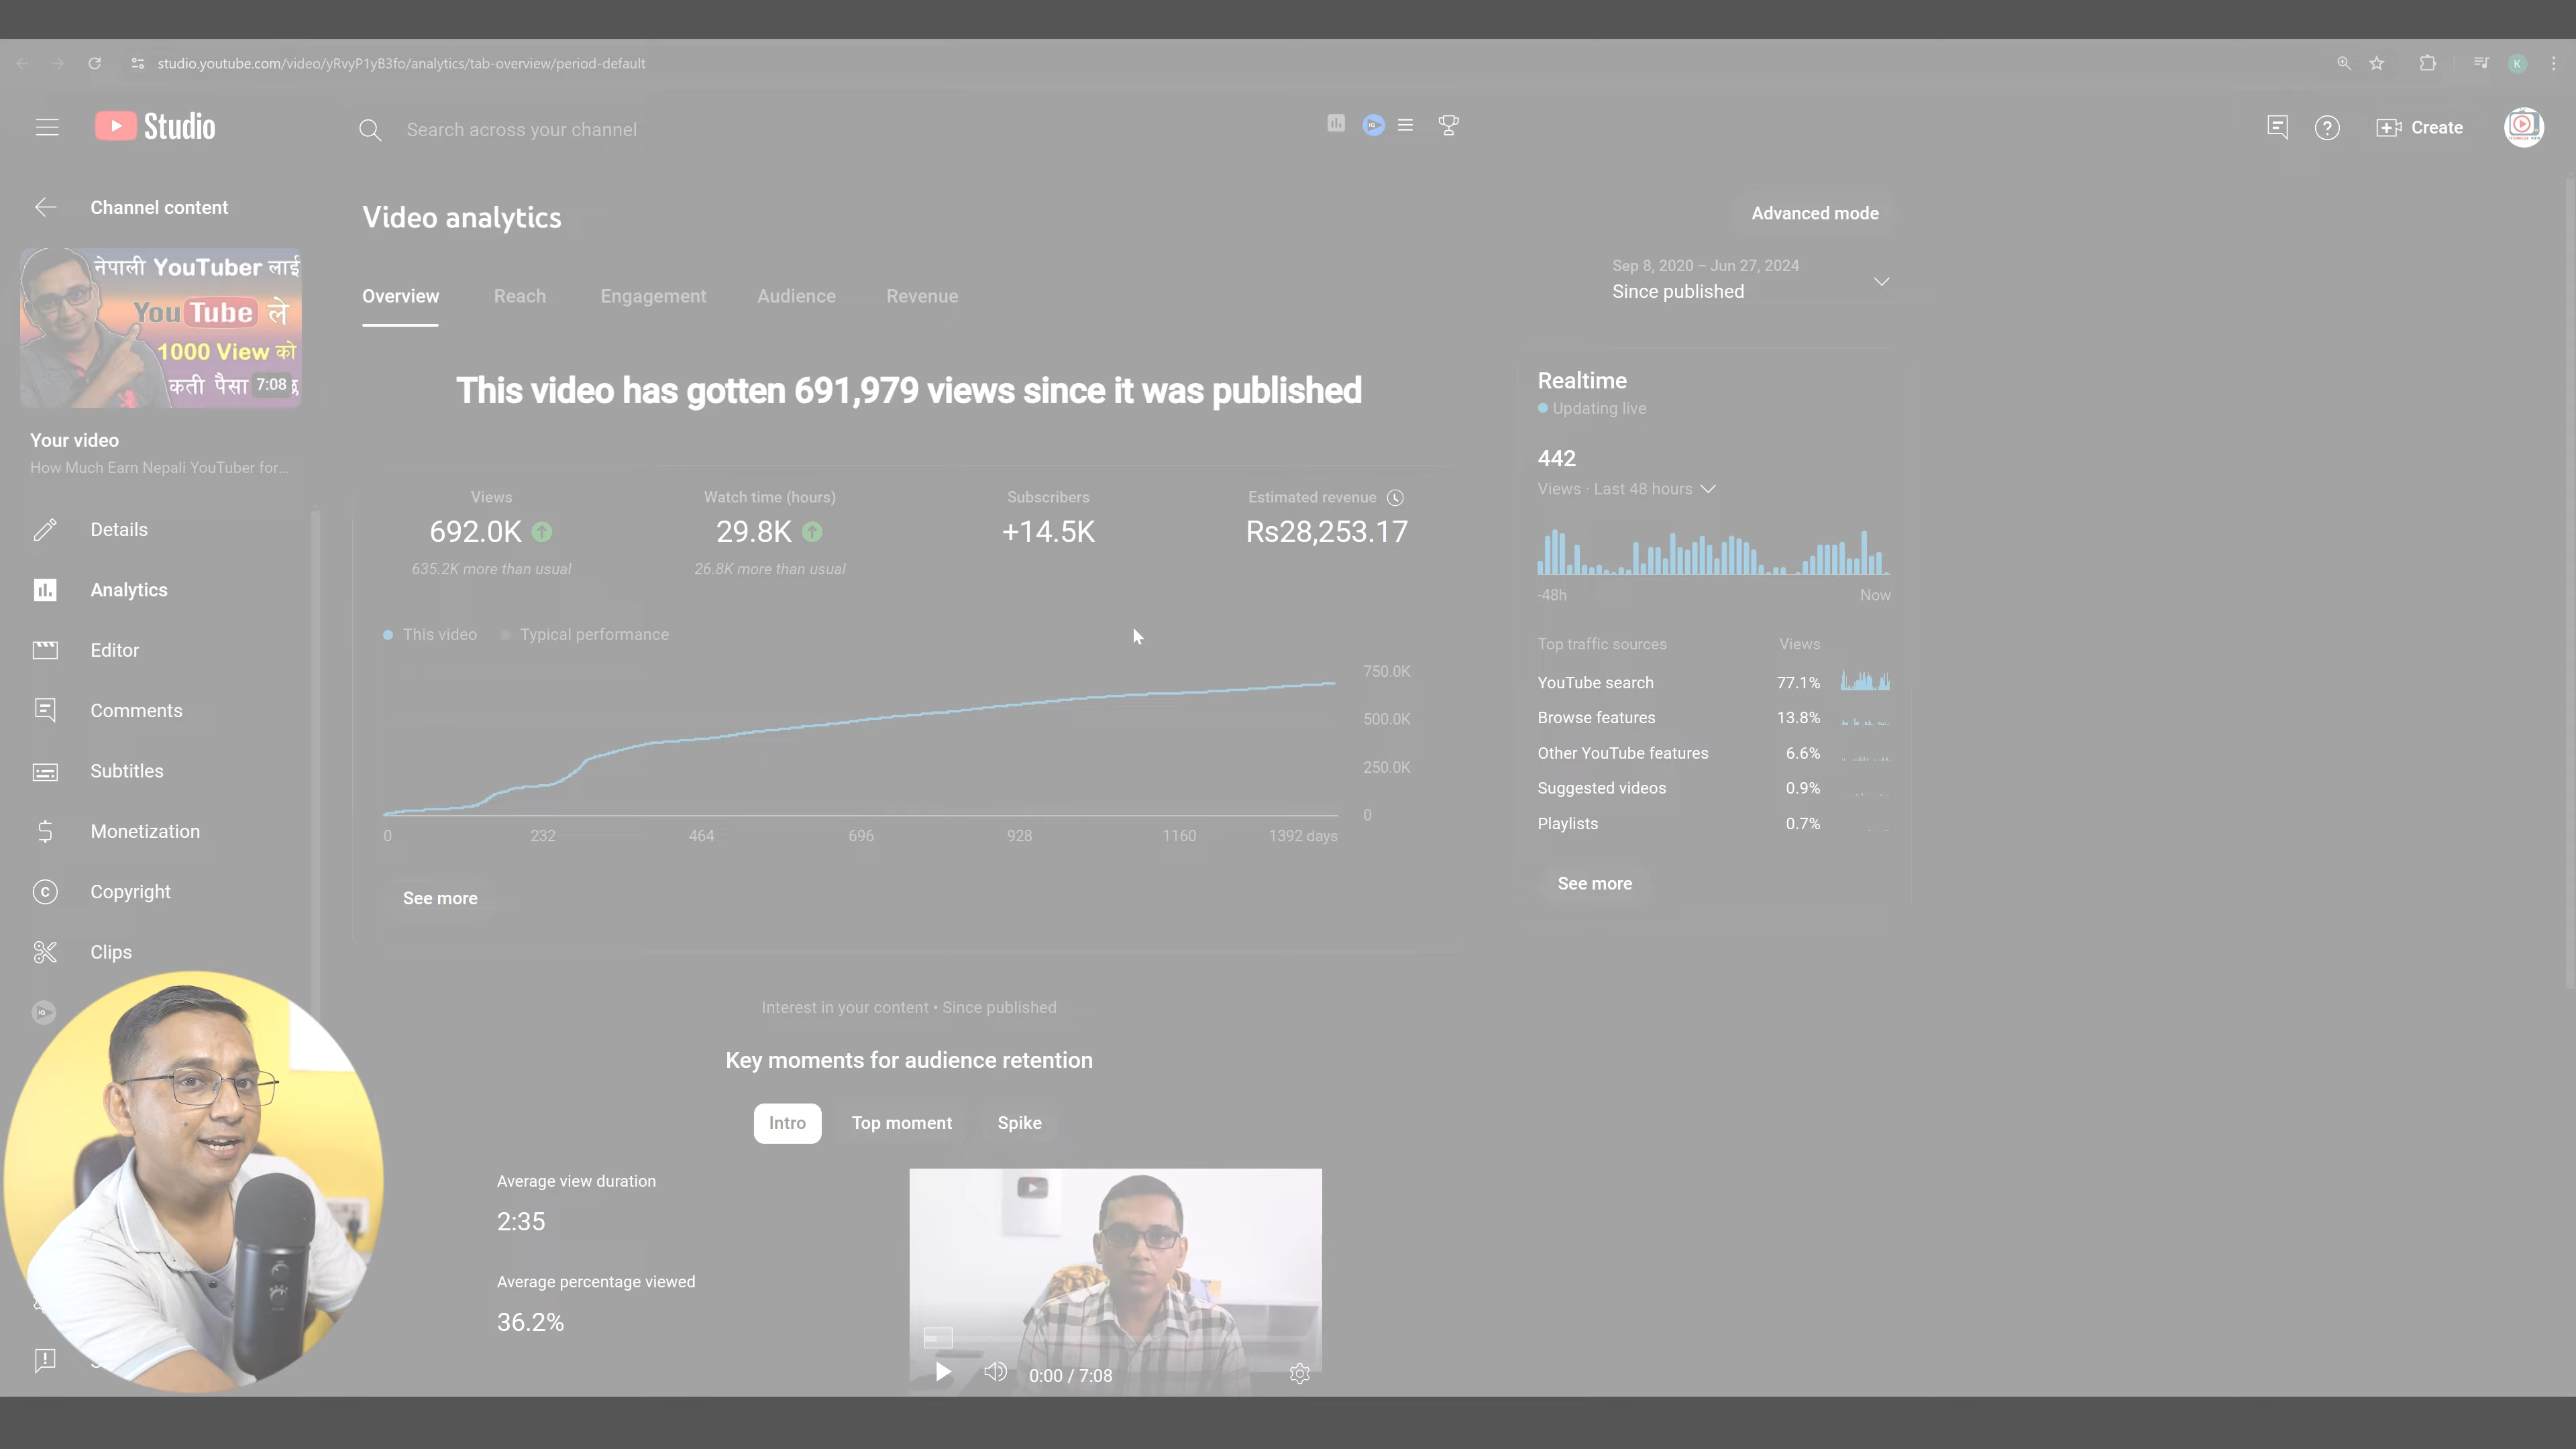 studio.youtube.com/video/yRvyP1yB3fo/analytics/tab-overview/period-default
K
Studio
Search across your channel
Create
Channel content
नेपाली YouTuber लाई
YouTube ले
1000 View को
कती पैसा
7:08
Your video
How Much Earn Nepali YouTuber for...
Details
Analytics
Editor
Comments
Subtitles
Monetization
Copyright
Clips
Video analytics
Advanced mode
Overview
Reach
Engagement
Audience
Revenue
Sep 8, 2020 – Jun 27, 2024
Since published
This video has gotten 691,979 views since it was published
Views
692.0K
635.2K more than usual
Watch time (hours)
29.8K
26.8K more than usual
Subscribers
+14.5K
Estimated revenue
Rs28,253.17
This video
Typical performance
750.0K
500.0K
250.0K
0
0 232 464 696 928 1160 1392 days
See more
Realtime
Updating live
442
Views · Last 48 hours
-48h Now
Top traffic sources Views
YouTube search 77.1%
Browse features 13.8%
Other YouTube features 6.6%
Suggested videos 0.9%
Playlists 0.7%
See more
Interest in your content • Since published
Key moments for audience retention
Intro
Top moment
Spike
Average view duration
2:35
Average percentage viewed
36.2%
0:00 / 7:08